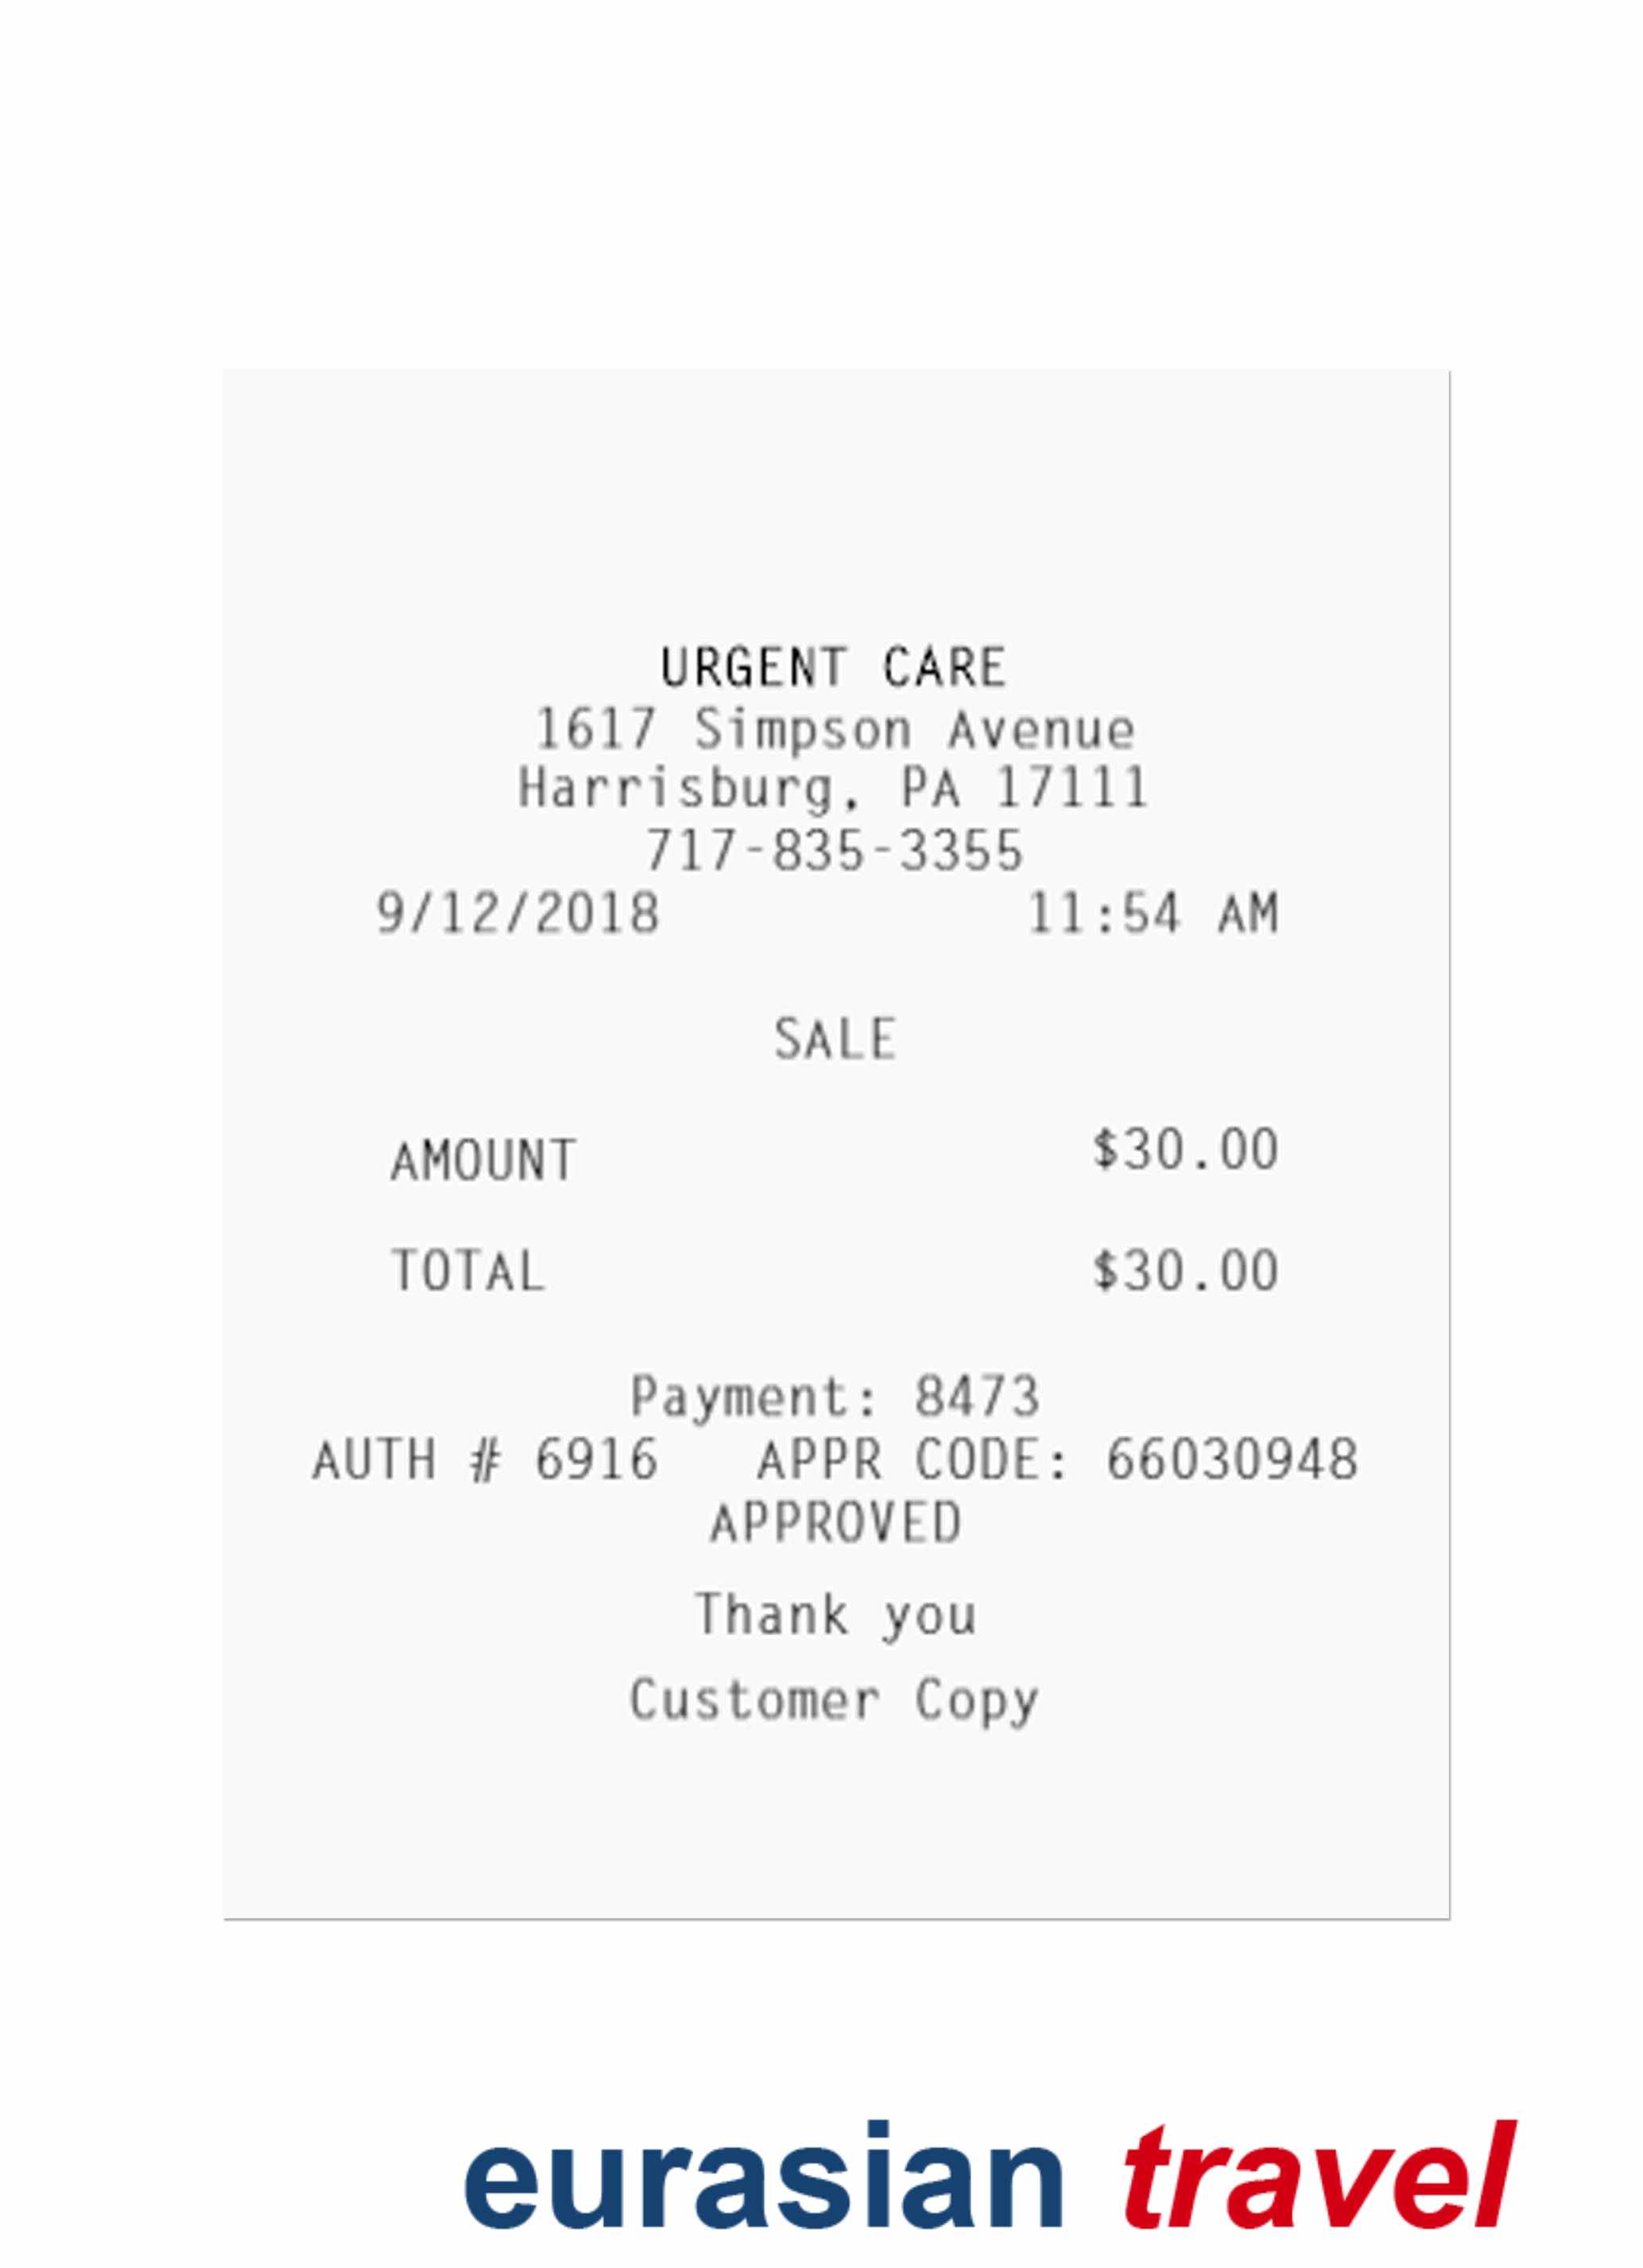 URGENT CARE
1617 Simpson Avenue
Harrisburg, PA 17111
717-835-3355
9/12/2018 11:54 AM
SALE
AMOUNT $30.00
TOTAL $30.00
Payment: 8473
AUTH # 6916 APPR CODE: 66030948
APPROVED
Thank you
Customer Copy
eurasian travel